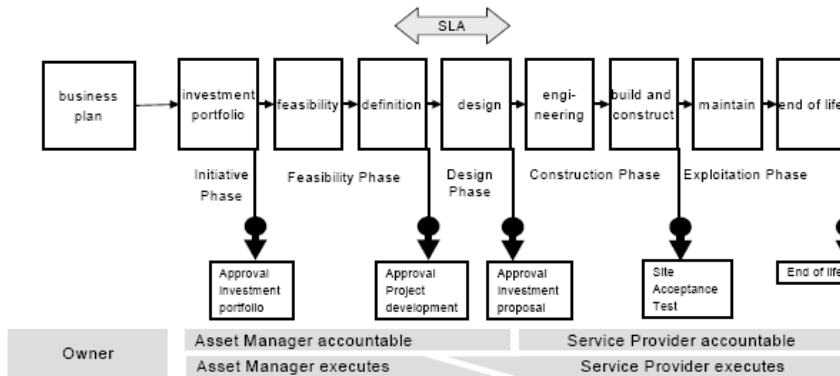 SLA
business
plan
investment
portfolio
feasibility
definition
design
engi-
neering
build and
construct
maintain
end of life
Initiative
Phase
Feasibility Phase
Design
Phase
Construction Phase
Exploitation Phase
Approval
Investment
portfolio
Approval
Project
development
Approval
Investment
proposal
Site
Acceptance
Test
End of life
Owner
Asset Manager accountable
Service Provider accountable
Asset Manager executes
Service Provider executes